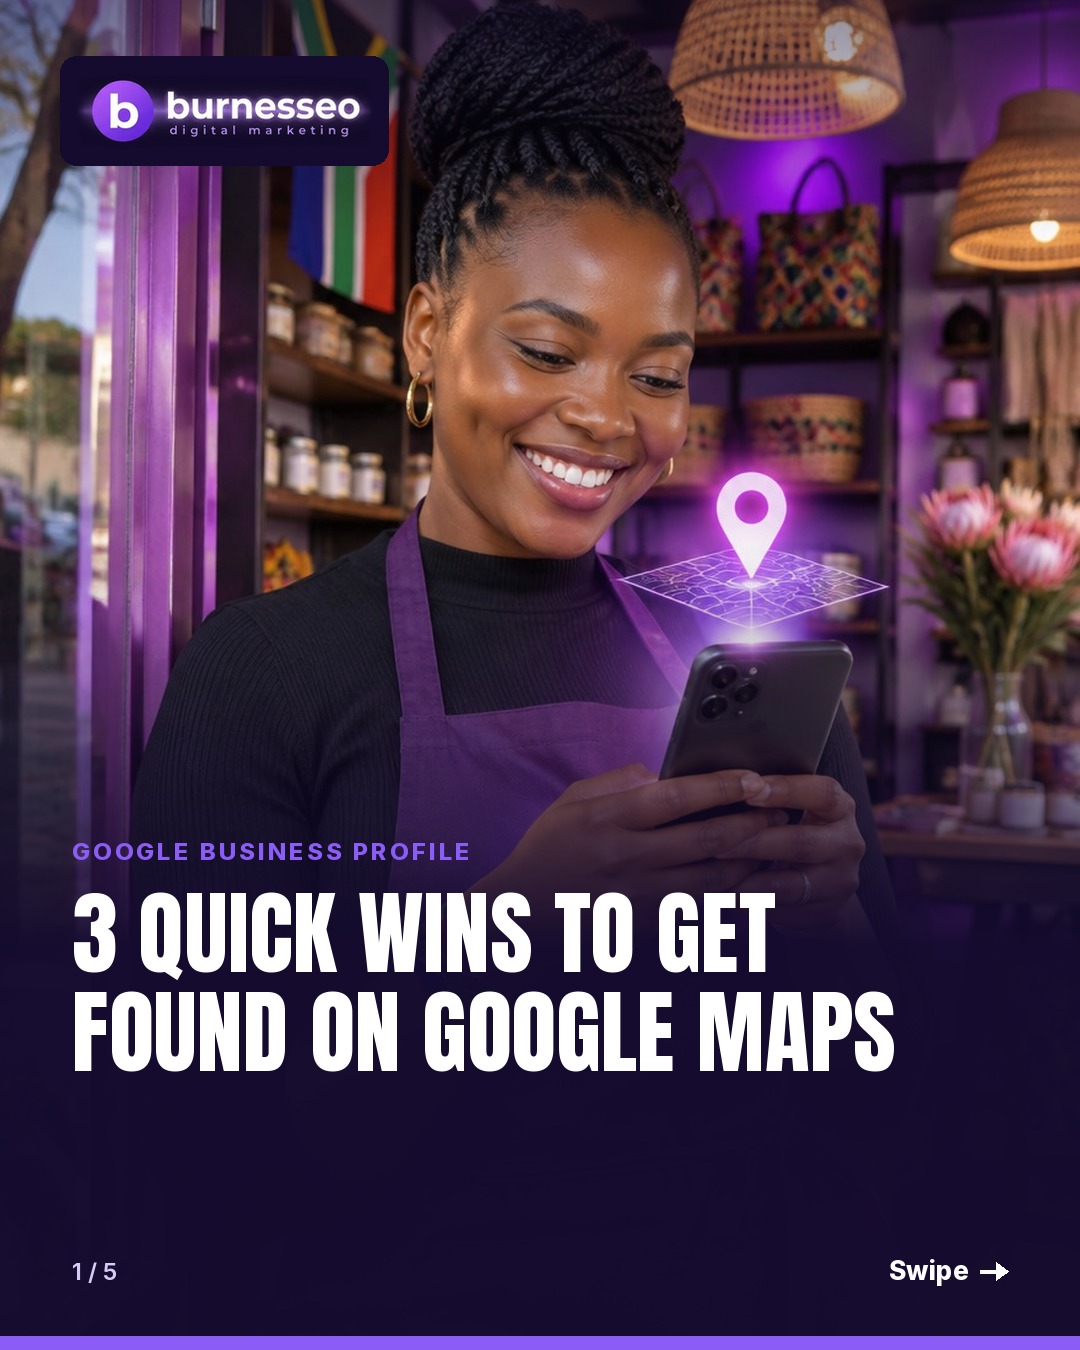 b burnesseo
digital marketing
GOOGLE BUSINESS PROFILE
3 QUICK WINS TO GET
FOUND ON GOOGLE MAPS
1 / 5
Swipe →